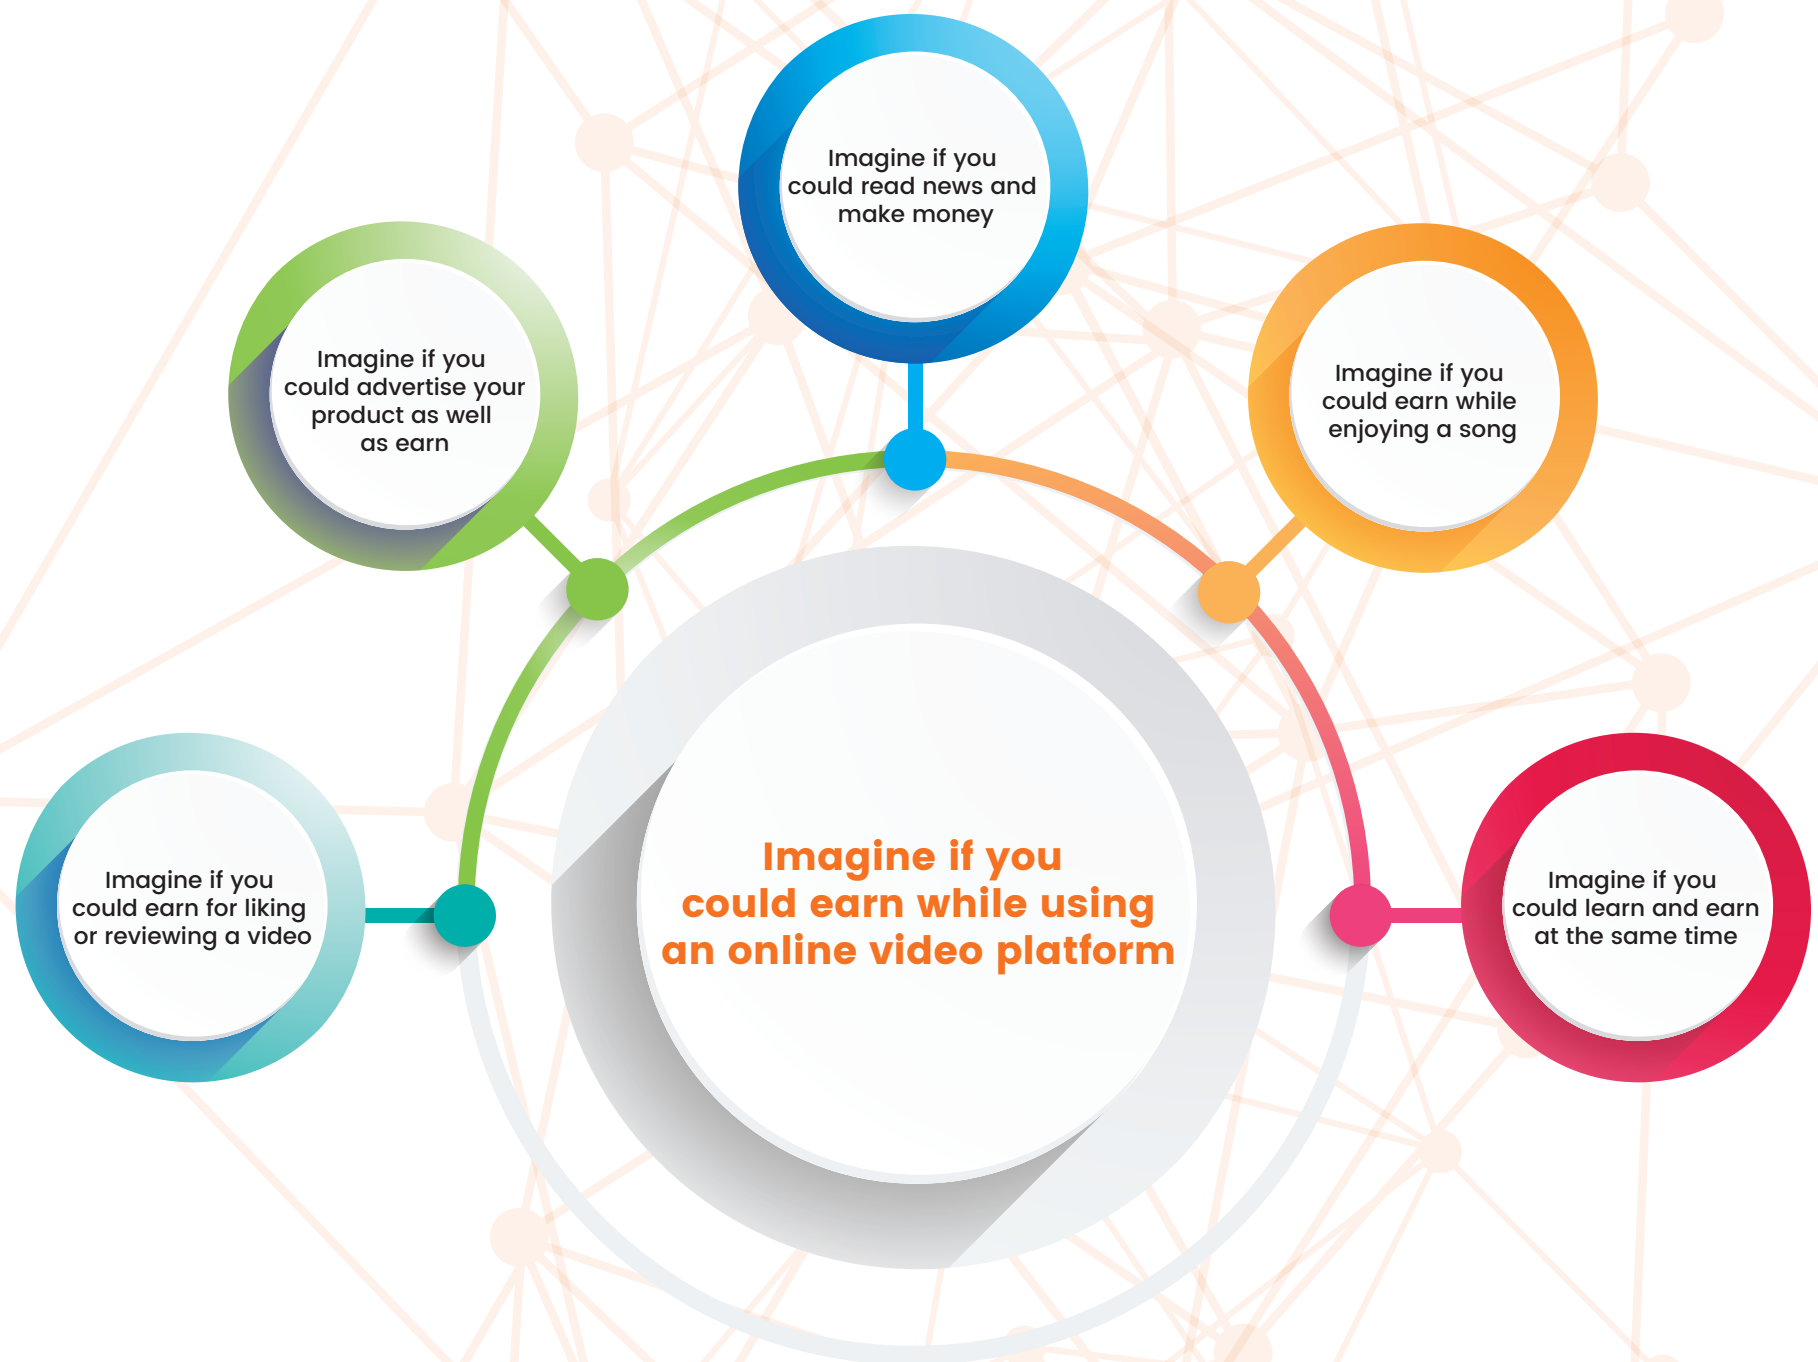 Imagine if you
could read news and
make money
Imagine if you
could advertise your
product as well
as earn
Imagine if you
could earn while
enjoying a song
Imagine if you
could earn for liking
or reviewing a video
Imagine if you
could earn while using
an online video platform
Imagine if you
could learn and earn
at the same time